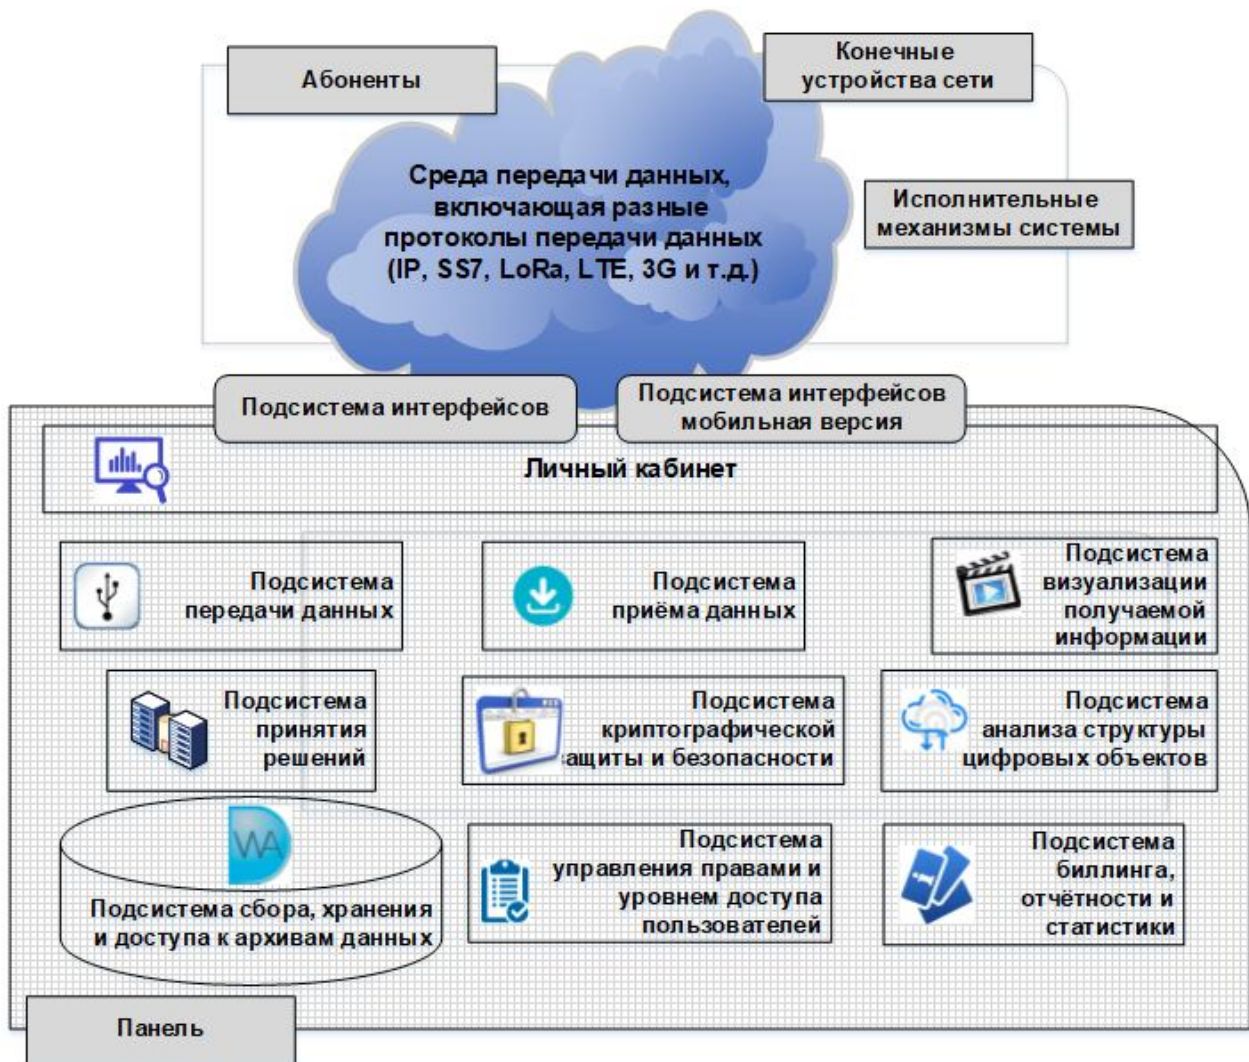 Абоненты
Конечные
устройства сети
Среда передачи данных,
включающая разные
протоколы передачи данных
(IP, SS7, LoRa, LTE, 3G и т.д.)
Исполнительные
механизмы системы
Подсистема интерфейсов
Подсистема интерфейсов
мобильная версия
Личный кабинет
Подсистема
передачи данных
Подсистема
приёма данных
Подсистема
визуализации
получаемой
информации
Подсистема
принятия
решений
Подсистема
криптографической
ащиты и безопасности
Подсистема
анализа структуры
цифровых объектов
WA
Подсистема сбора, хранения
и доступа к архивам данных
Подсистема
управления правами и
уровнем доступа
пользователей
Подсистема
биллинга,
отчётности и
статистики
Панель